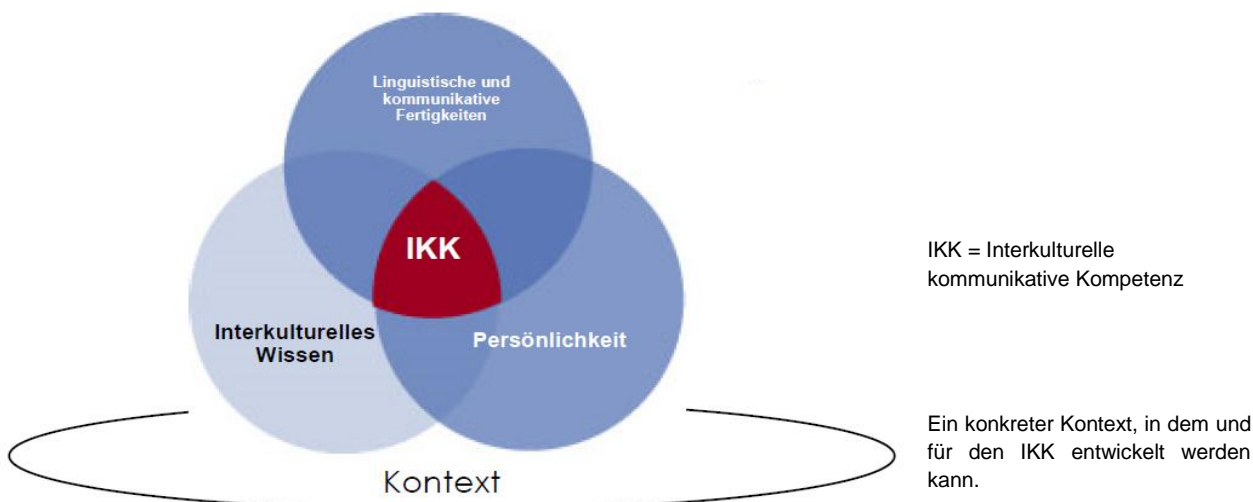 Linguistische und
kommunikative
Fertigkeiten
IKK
Interkulturelles
Wissen
Persönlichkeit
Kontext
IKK = Interkulturelle
kommunikative Kompetenz
Ein konkreter Kontext, in dem und
für den IKK entwickelt werden
kann.